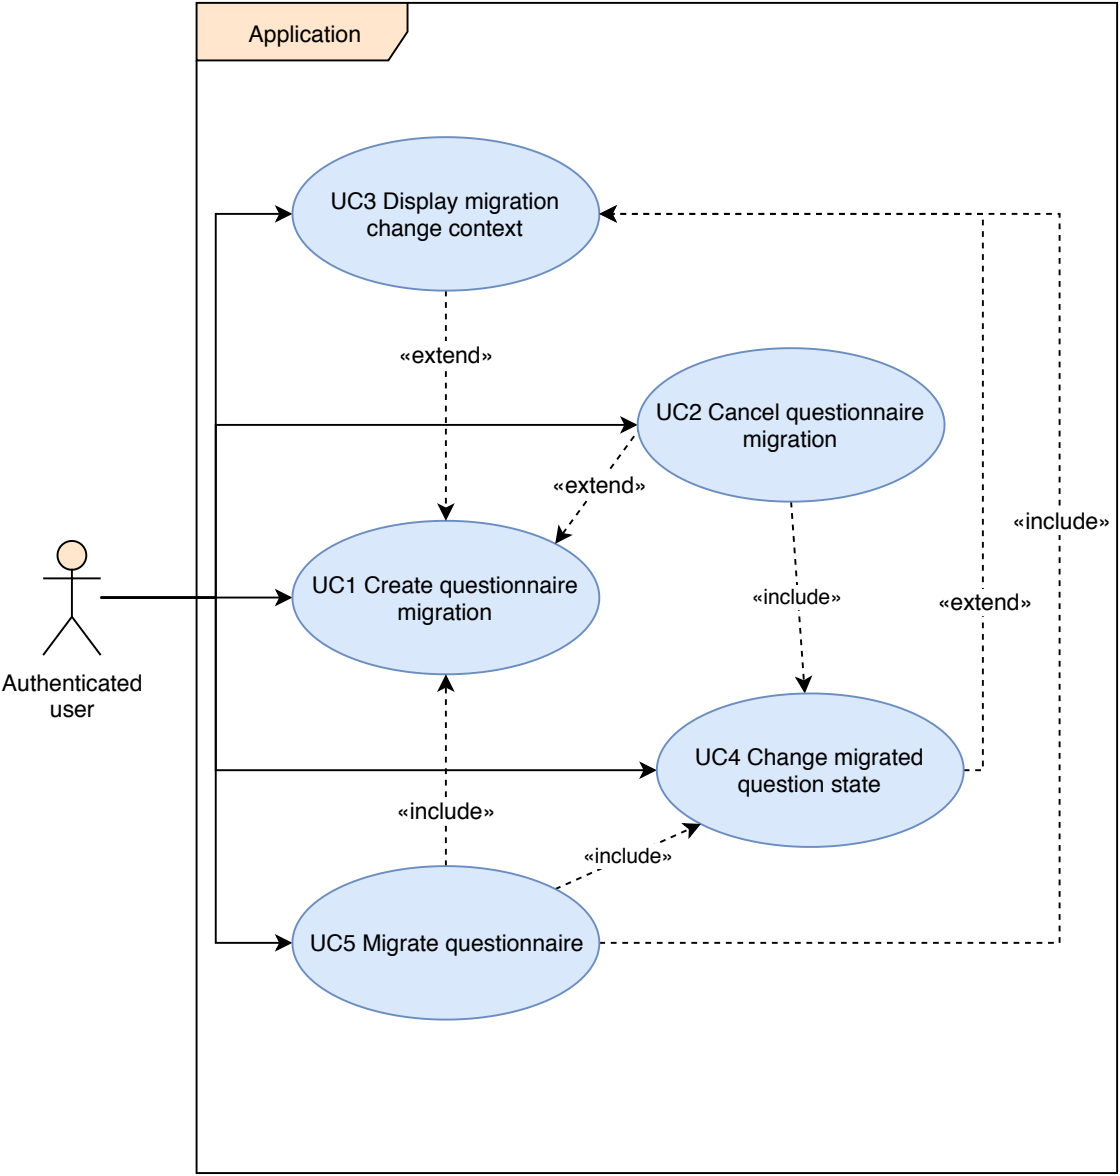 Application
UC3 Display migration
change context
«extend»
UC2 Cancel questionnaire
migration
«extend»
«include»
UC1 Create questionnaire
migration
«include»
«extend»
Authenticated
user
UC4 Change migrated
question state
«include»
«include»
UC5 Migrate questionnaire